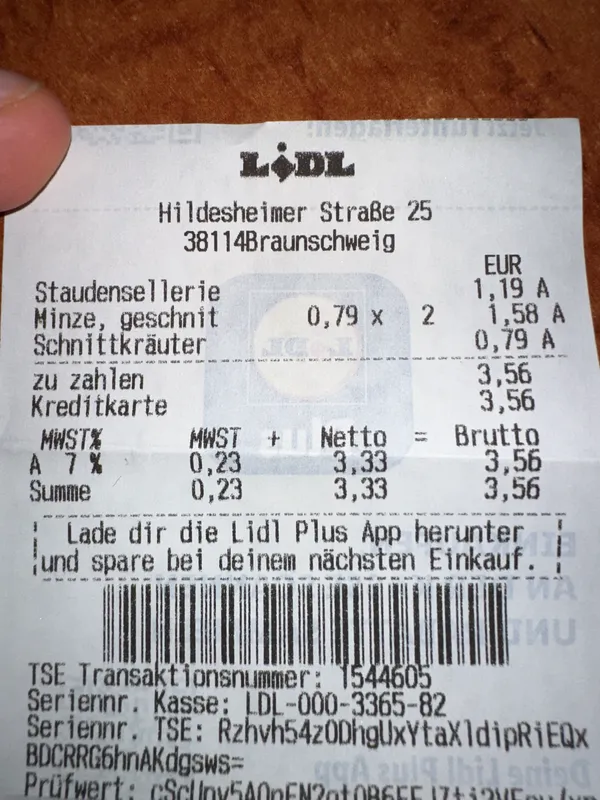 LIDL
Hildesheimer Straße 25
38114Braunschweig
EUR
Staudensellerie 1,19 A
Minze, geschnit 0,79 x 2 1,58 A
Schnittkräuter 0,79 A
zu zahlen 3,56
Kreditkarte 3,56
MWST% MWST + Netto = Brutto
A 7 % 0,23 3,33 3,56
Summe 0,23 3,33 3,56
Lade dir die Lidl Plus App herunter
und spare bei deinem nächsten Einkauf.
TSE Transaktionsnummer: 1544605
Seriennr. Kasse: LDL-000-3365-82
Seriennr. TSE: Rzhvh54zODhgUxYtaXldipRiEQx
BDCRRG6hnAKdgsws=
Prüfwert: